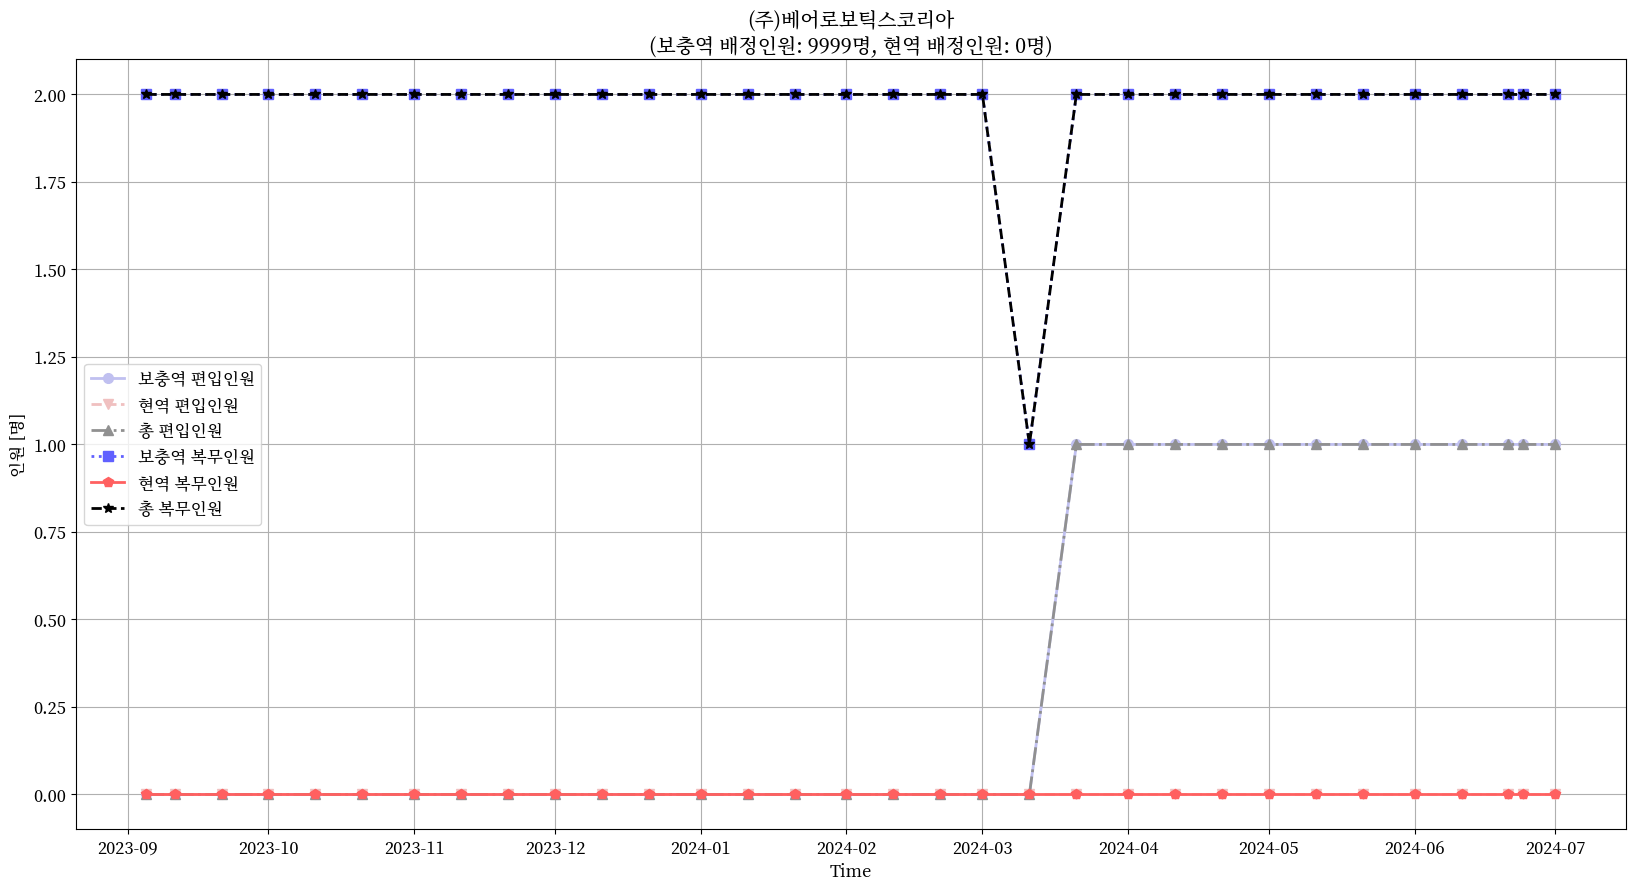 (주)베어로보틱스코리아
(보충역 배정인원: 9999명, 현역 배정인원: 0명)
2.00
1.75
1.50
1.25
1.00
0.75
0.50
0.25
0.00
인원 [명]
보충역 편입인원
현역 편입인원
총 편입인원
보충역 복무인원
현역 복무인원
총 복무인원
2023-09 2023-10 2023-11 2023-12 2024-01 2024-02 2024-03 2024-04 2024-05 2024-06 2024-07
Time